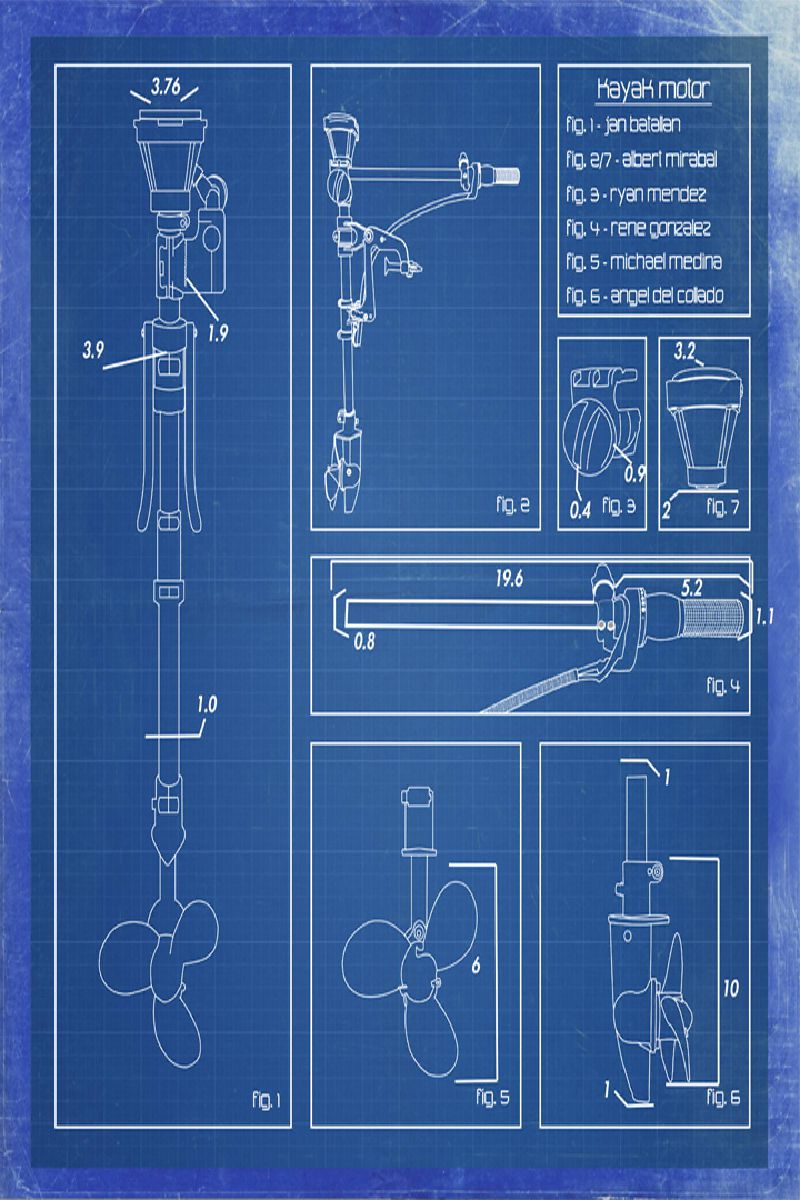 3.76
3.9
1.9
1.0
fig. 1
fig. 2
Kayak motor
fig. 1 - jan batallan
fig. 2/7 - albert mirabal
fig. 3 - ryan mendez
fig. 4 - rene gonzalez
fig. 5 - michael medina
fig. 6 - angel del collado
0.9
0.4
fig. 3
3.2
2
fig. 7
19.6
5.2
1.1
0.8
fig. 4
6
fig. 5
1
10
1
fig. 6